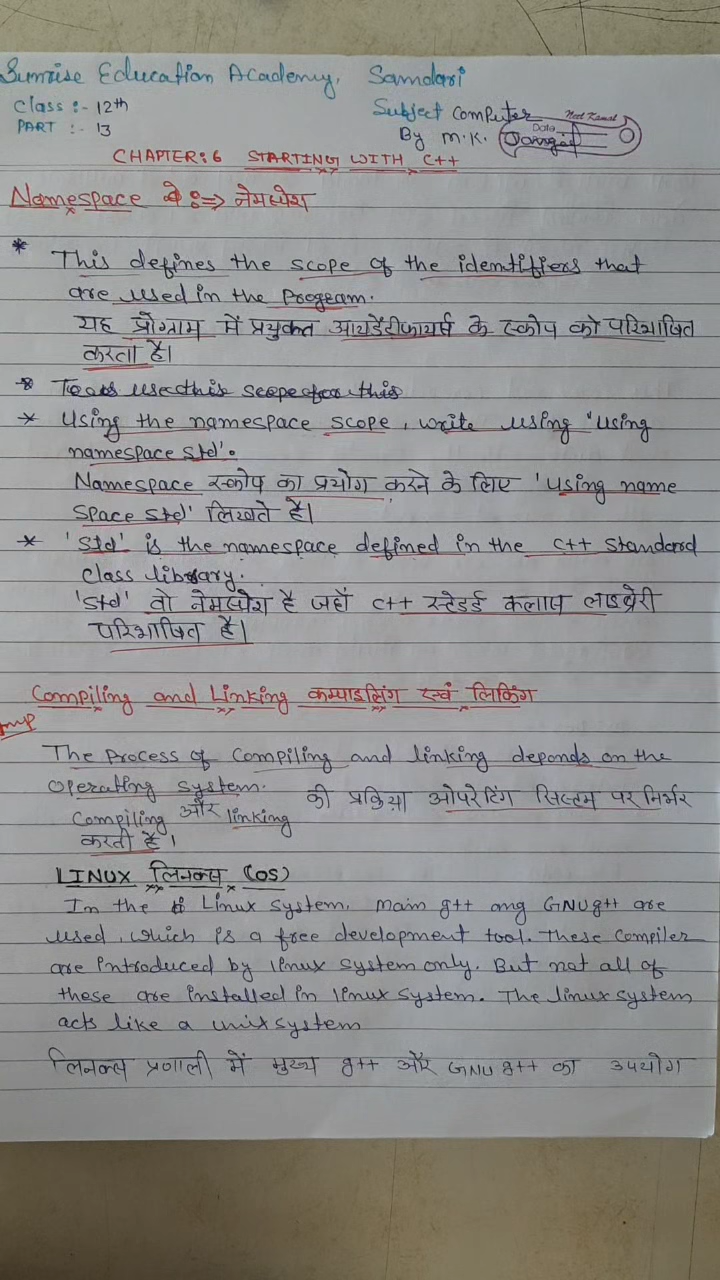 Sunrise Education Academy, Samdari
Class :- 12th
Subject Computer
PART :- 13
By M.K.
Neel Kamal
Date
CHAPTER:6 STARTING WITH C++
Namespace :=> नेमस्पेश
* This defines the scope of the identifiers that
are used in the Program.
यह प्रोग्राम में प्रयुक्त आयडेंटीफायर्स के स्कोप को परिभाषित
करता है।
* Using the namespace scope, write using 'using
namespace std'.
Namespace स्कोप का प्रयोग करने के लिए 'using name
space std' लिखते है।
* 'std' is the namespace defined in the C++ Standard
Class library.
'std' वो नेमस्पेश है जहाँ C++ स्टेडर्ड क्लास लाइब्रेरी
परिभाषित है।
Compiling and Linking कम्पाइलिंग एवं लिकिंग
Imp
The Process of Compiling and linking depends on the
Operating System.
Compiling और linking की प्रक्रिया ओपरेटिंग सिस्टम पर निर्भर
करती है।
LINUX लिनक्स (OS)
In the Linux System, main g++ ang GNU g++ are
used, which is a free development tool. These Compiler
are introduced by linux system only. But not all of
these are installed in linux system. The linux system
acts like a unix system
लिनक्स प्रणाली में मुख्य g++ और GNU g++ का उपयोग